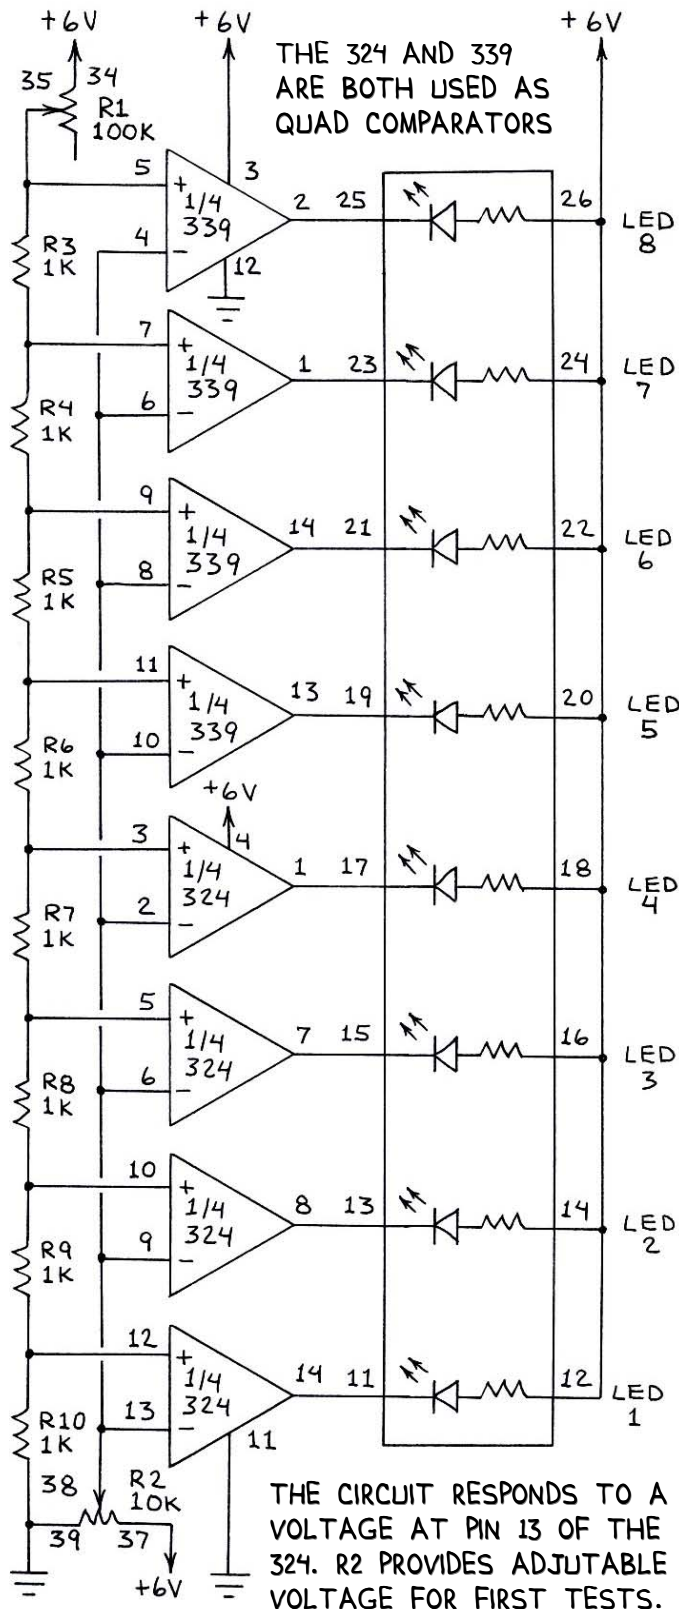 +6V +6V +6V
THE 324 AND 339
ARE BOTH USED AS
QUAD COMPARATORS
35 34
R1
100K
5 + 3
1/4
339
2 25 26 LED
8
4 −
12
R3
1K
7 +
1/4
339
1 23 24 LED
7
6 −
R4
1K
9 +
1/4
339
14 21 22 LED
6
8 −
R5
1K
11 +
1/4
339
13 19 20 LED
5
10 −
R6
1K
+6V
4
3 +
1/4
324
1 17 18 LED
4
2 −
R7
1K
5 +
1/4
324
7 15 16 LED
3
6 −
R8
1K
10 +
1/4
324
8 13 14 LED
2
9 −
R9
1K
12 +
1/4
324
14 11 12 LED
1
13 −
11
R10
1K
38 R2
10K
39 37
+6V
THE CIRCUIT RESPONDS TO A
VOLTAGE AT PIN 13 OF THE
324. R2 PROVIDES ADJUTABLE
VOLTAGE FOR FIRST TESTS.